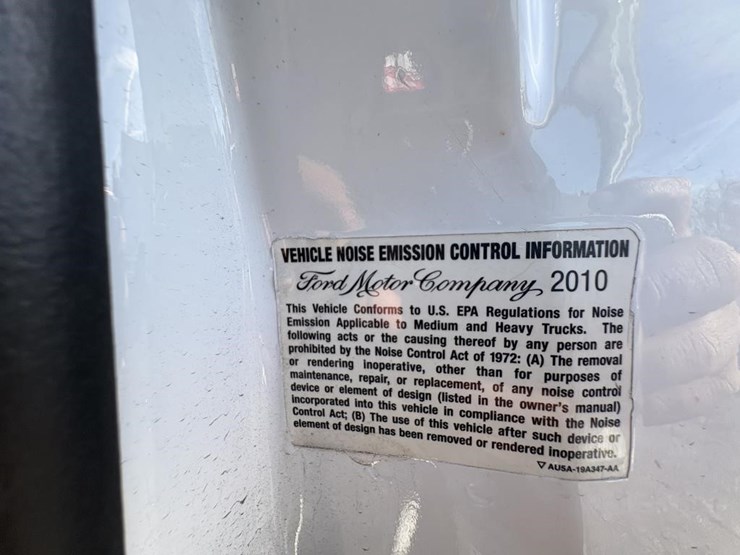 VEHICLE NOISE EMISSION CONTROL INFORMATION
Ford Motor Company, 2010
This Vehicle Conforms to U.S. EPA Regulations for Noise
Emission Applicable to Medium and Heavy Trucks. The
following acts or the causing thereof by any person are
prohibited by the Noise Control Act of 1972: (A) The removal
or rendering inoperative, other than for purposes of
maintenance, repair, or replacement, of any noise control
device or element of design (listed in the owner's manual)
incorporated into this vehicle in compliance with the Noise
Control Act; (B) The use of this vehicle after such device or
element of design has been removed or rendered inoperative.
▽ AUSA-19A347-AA